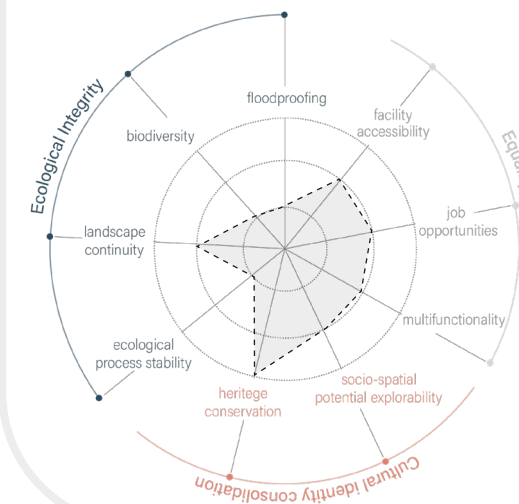 Ecological Integrity
floodproofing
biodiversity
facility
accessibility
landscape
continuity
job
opportunities
ecological
process stability
multifunctionality
heritege
conservation
socio-spatial
potential explorability
Cultural identity consolidation